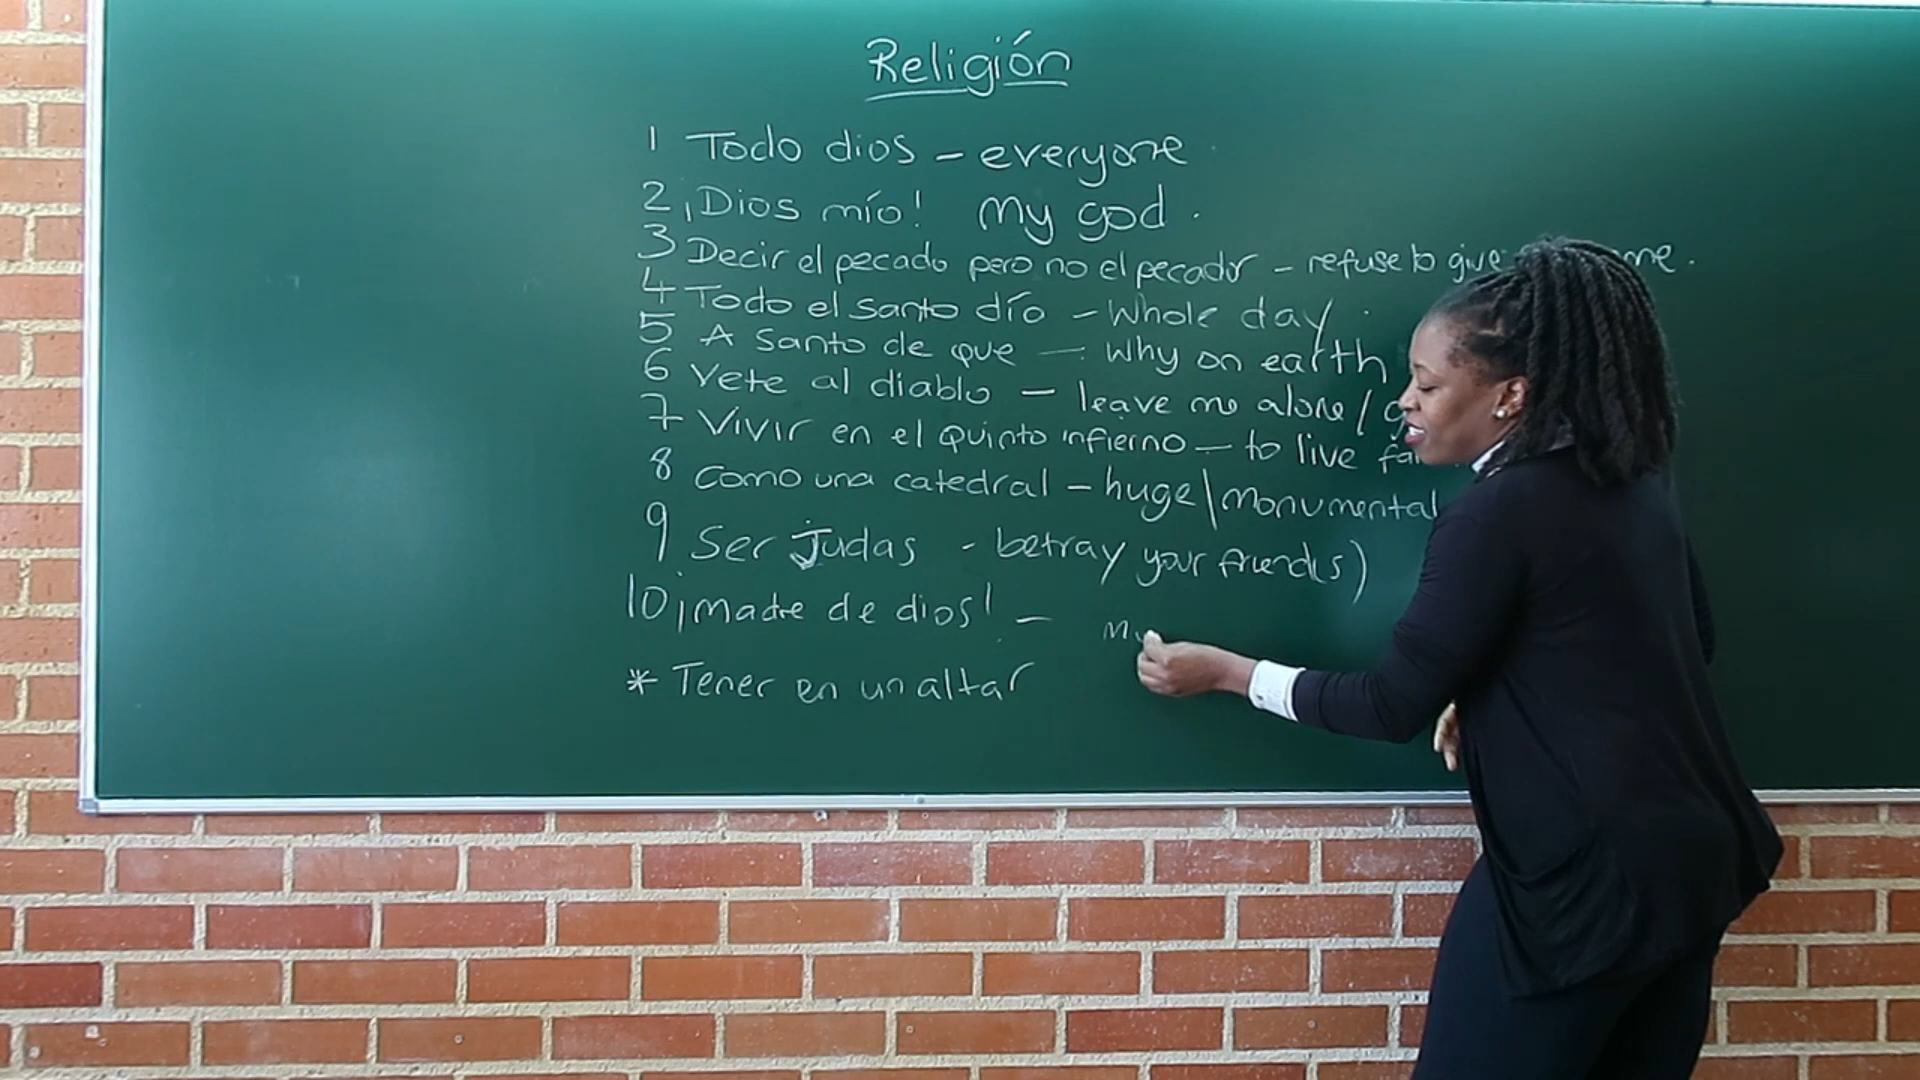 Religión
1 Todo dios - everyone
2 ¡Dios mío! My god.
3 Decir el pecado pero no el pecador - refuse to give
4 Todo el santo dío - Whole day.
5 A Santo de que - Why on earth
6 Vete al diablo - leave me alone /
7 Vivir en el quinto infierno - to live
8 Como una catedral - huge | monumental
9 Ser Judas - betray your friend(s)
10 ¡Madre de dios! -
* Tener en un altar